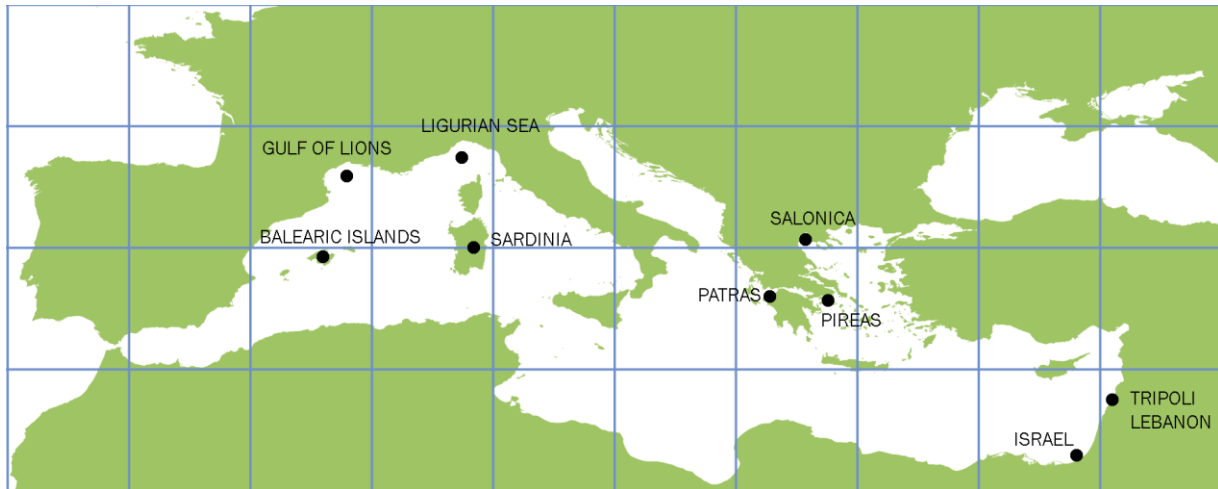 LIGURIAN SEA
GULF OF LIONS
BALEARIC ISLANDS
SARDINIA
SALONICA
PATRAS
PIREAS
TRIPOLI
LEBANON
ISRAEL